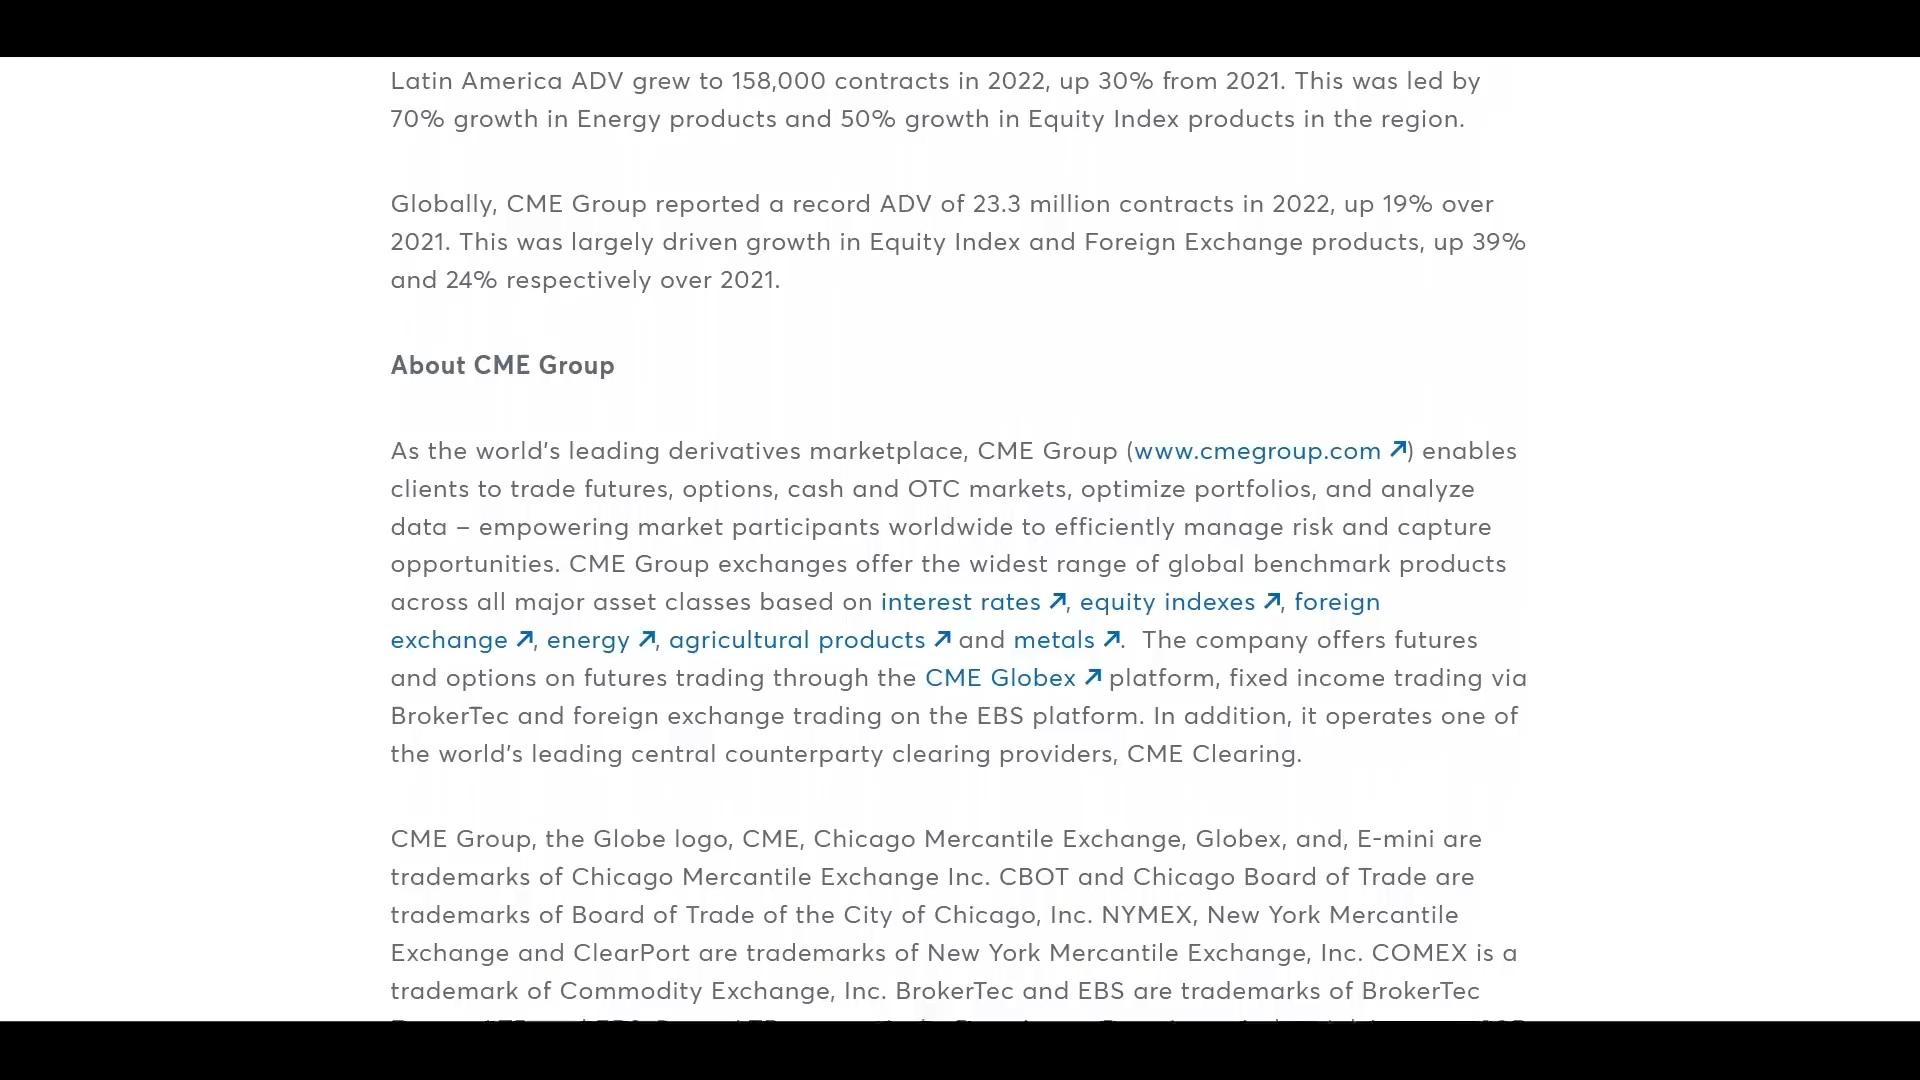 Latin America ADV grew to 158,000 contracts in 2022, up 30% from 2021. This was led by
70% growth in Energy products and 50% growth in Equity Index products in the region.
Globally, CME Group reported a record ADV of 23.3 million contracts in 2022, up 19% over
2021. This was largely driven growth in Equity Index and Foreign Exchange products, up 39%
and 24% respectively over 2021.
About CME Group
As the world's leading derivatives marketplace, CME Group (www.cmegroup.com) enables
clients to trade futures, options, cash and OTC markets, optimize portfolios, and analyze
data – empowering market participants worldwide to efficiently manage risk and capture
opportunities. CME Group exchanges offer the widest range of global benchmark products
across all major asset classes based on interest rates, equity indexes, foreign
exchange, energy, agricultural products and metals. The company offers futures
and options on futures trading through the CME Globex platform, fixed income trading via
BrokerTec and foreign exchange trading on the EBS platform. In addition, it operates one of
the world's leading central counterparty clearing providers, CME Clearing.
CME Group, the Globe logo, CME, Chicago Mercantile Exchange, Globex, and, E-mini are
trademarks of Chicago Mercantile Exchange Inc. CBOT and Chicago Board of Trade are
trademarks of Board of Trade of the City of Chicago, Inc. NYMEX, New York Mercantile
Exchange and ClearPort are trademarks of New York Mercantile Exchange, Inc. COMEX is a
trademark of Commodity Exchange, Inc. BrokerTec and EBS are trademarks of BrokerTec